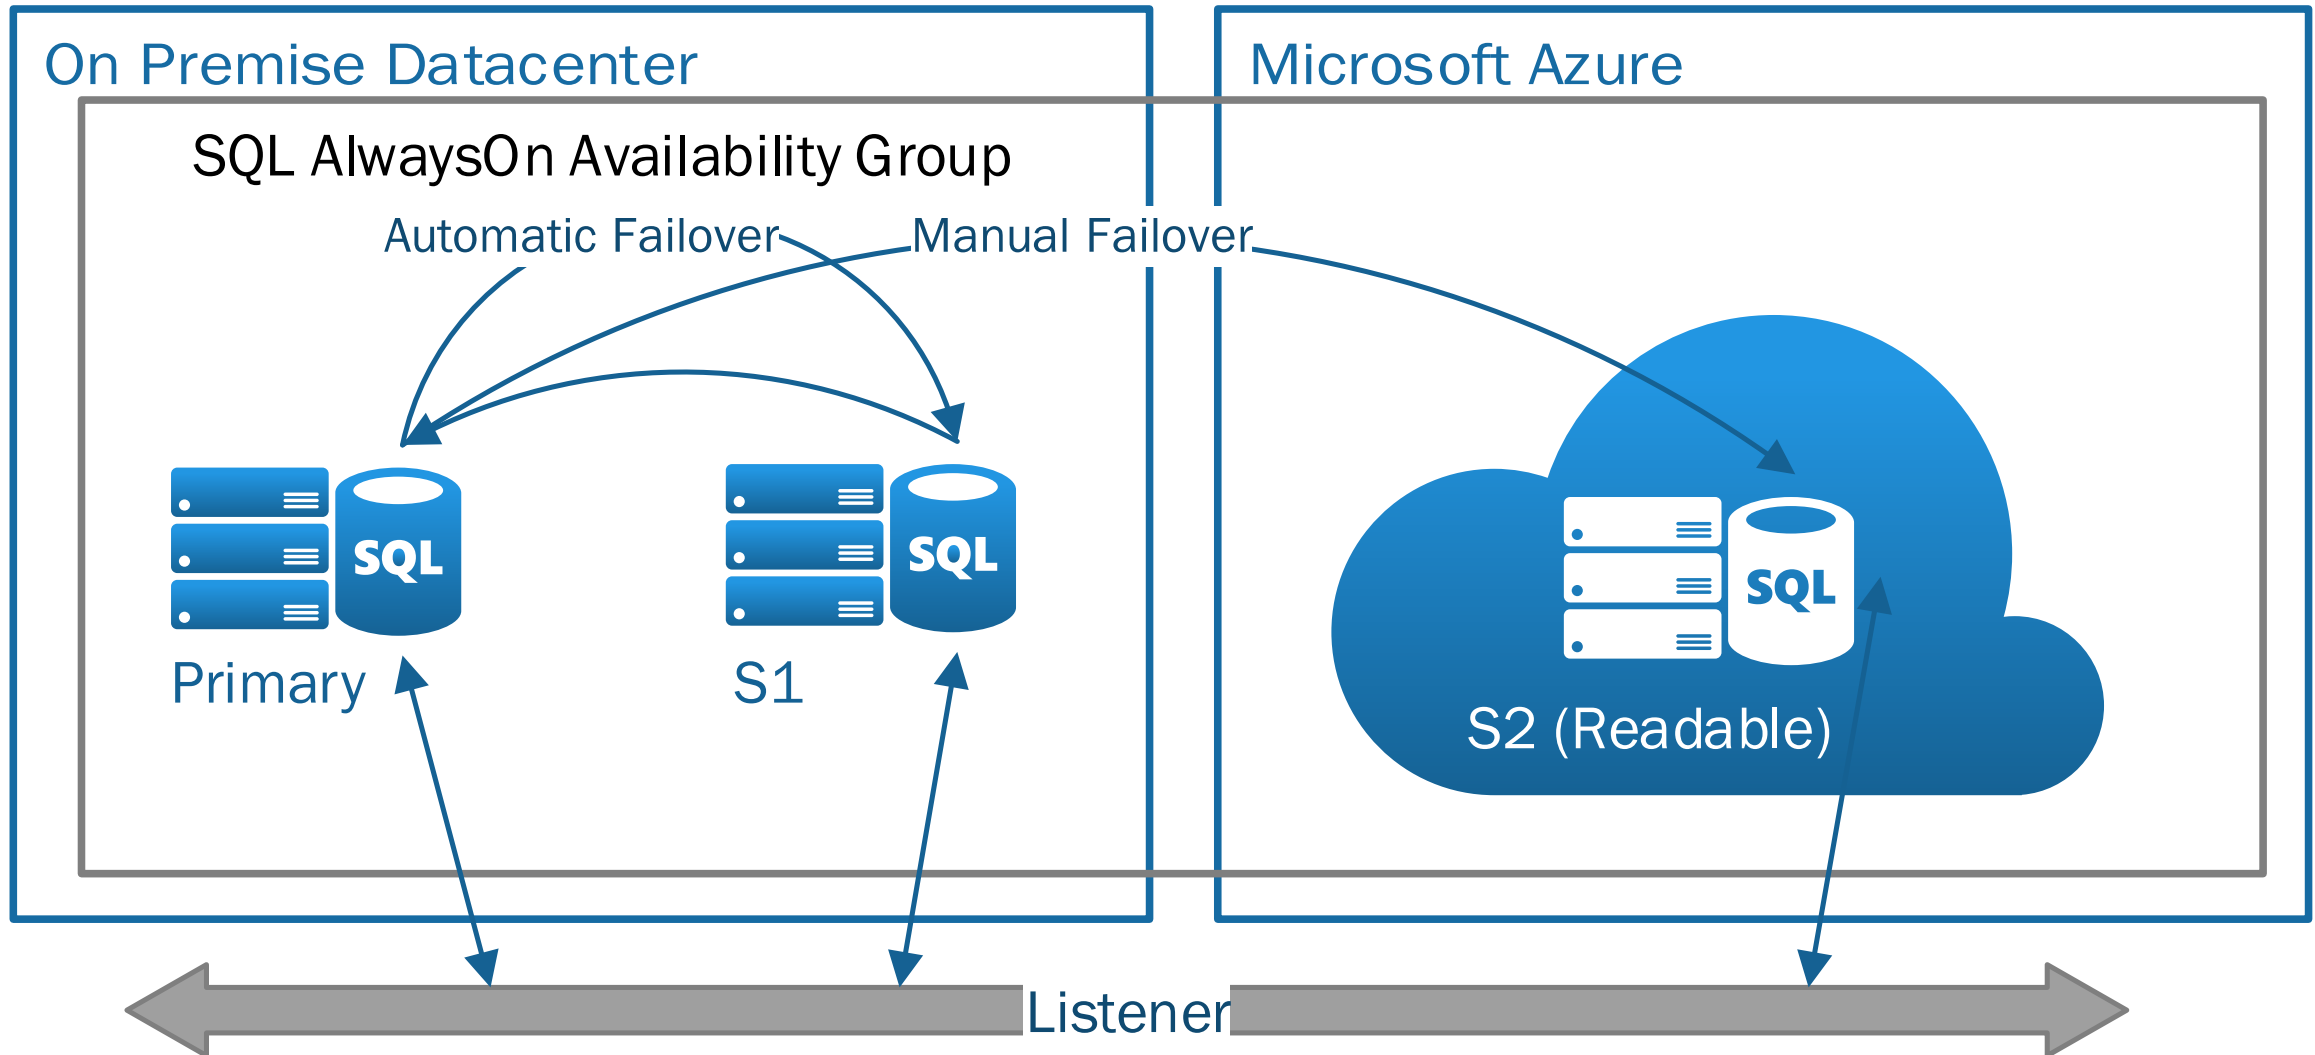 On Premise Datacenter
Microsoft Azure
SQL AlwaysOn Availability Group
Automatic Failover
Manual Failover
SQL
SQL
SQL
Primary
S1
S2 (Readable)
Listener